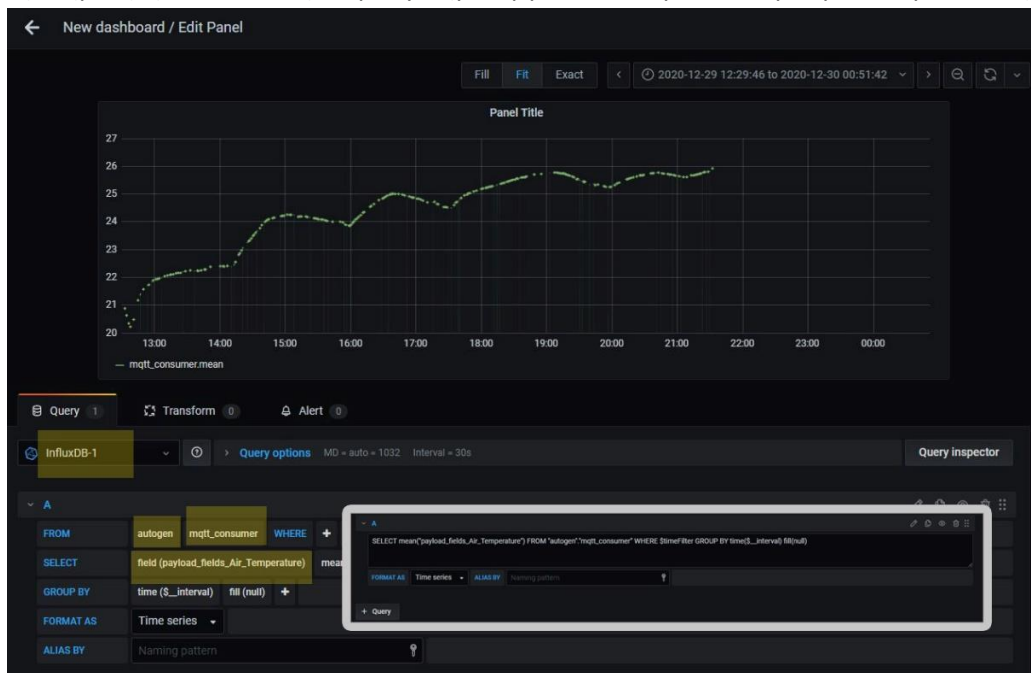 New dashboard / Edit Panel
Fill Fit Exact 2020-12-29 12:29:46 to 2020-12-30 00:51:42
Panel Title
27
26
25
24
23
22
21
20
13:00 14:00 15:00 16:00 17:00 18:00 19:00 20:00 21:00 22:00 23:00 00:00
mqtt_consumer.mean
Query 1 Transform 0 Alert 0
InfluxDB-1 Query options MD = auto = 1032 Interval = 30s Query inspector
A
FROM autogen mqtt_consumer WHERE +
SELECT field (payload_fields_Air_Temperature)
GROUP BY time ($__interval) fill (null) +
FORMAT AS Time series
ALIAS BY Naming pattern
A
SELECT mean("payload_fields_Air_Temperature") FROM "autogen"."mqtt_consumer" WHERE $timeFilter GROUP BY time($__interval) fill(null)
FORMAT AS Time series ALIAS BY Naming pattern
+ Query